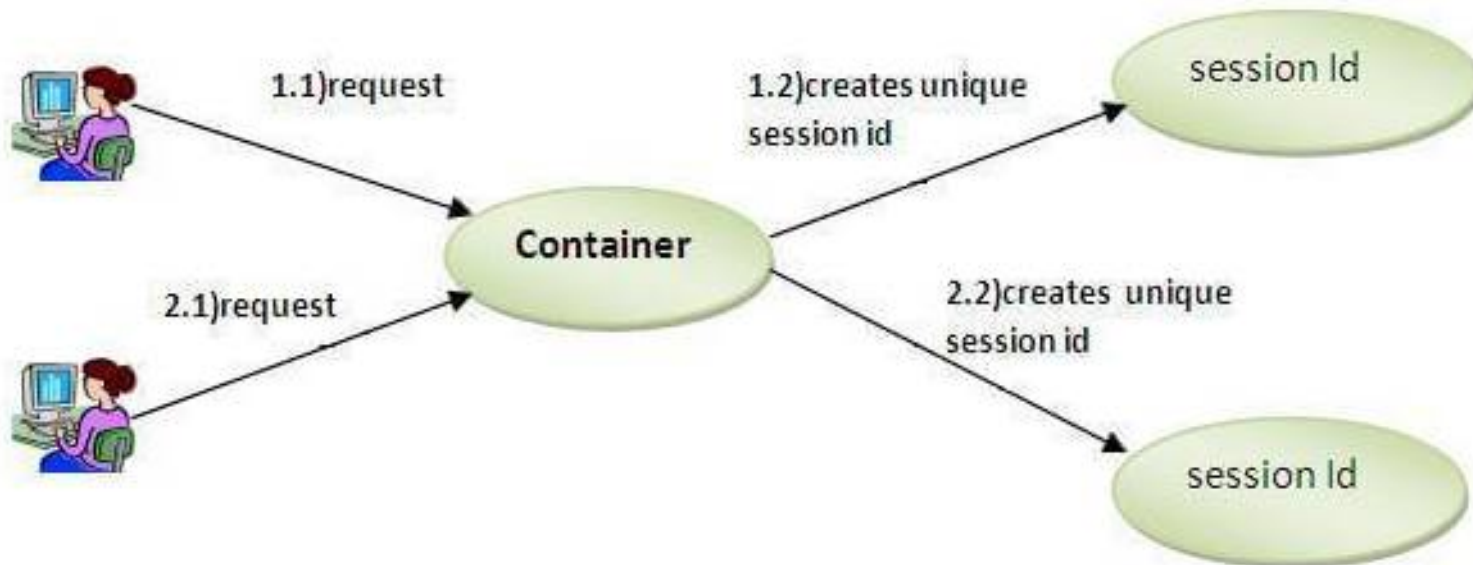 1.1)request
1.2)creates unique
session id
session Id
Container
2.1)request
2.2)creates unique
session id
session Id